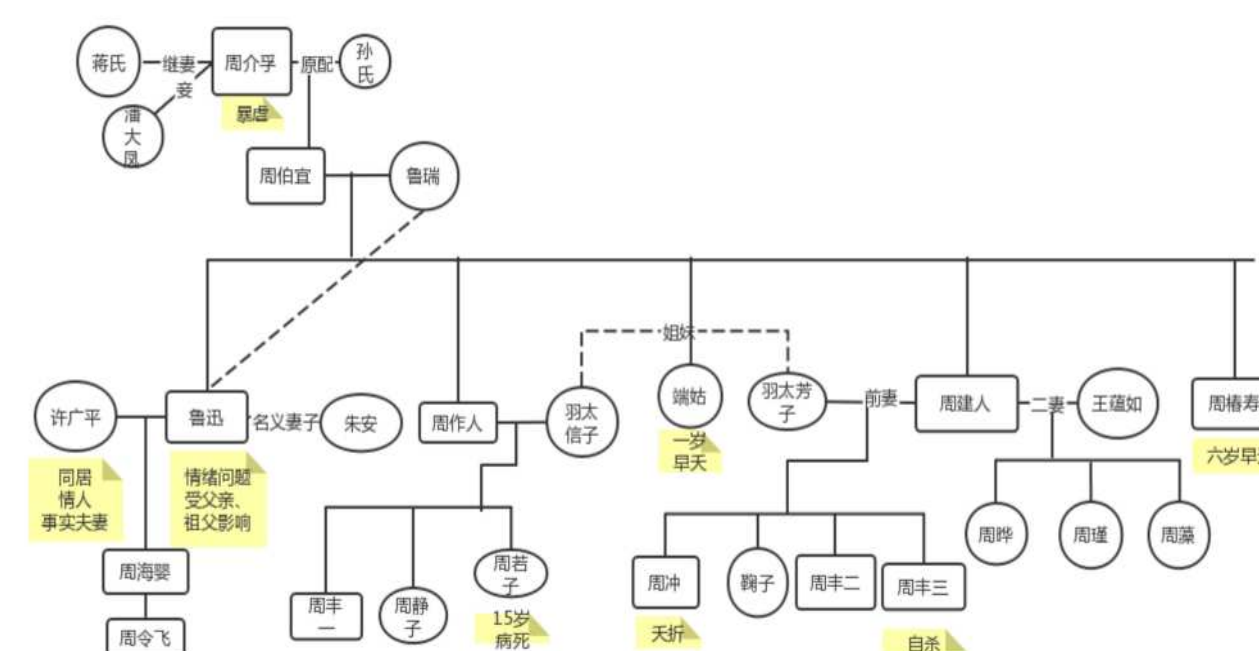 蒋氏
继妻
周介孚
原配
孙
氏
妾
潘
大
凤
暴虐
周伯宜
鲁瑞
姐妹
许广平
鲁迅
名义妻子
朱安
周作人
羽太
信子
端姑
羽太芳
子
前妻
周建人
二妻
王蕴如
周椿寿
同居
情人
事实夫妻
情绪问题
受父亲、
祖父影响
一岁
早夭
六岁早
周晔
周瑾
周蕖
周海婴
周令飞
周丰
一
周静
子
周若
子
15岁
病死
周冲
夭折
鞠子
周丰二
周丰三
自杀